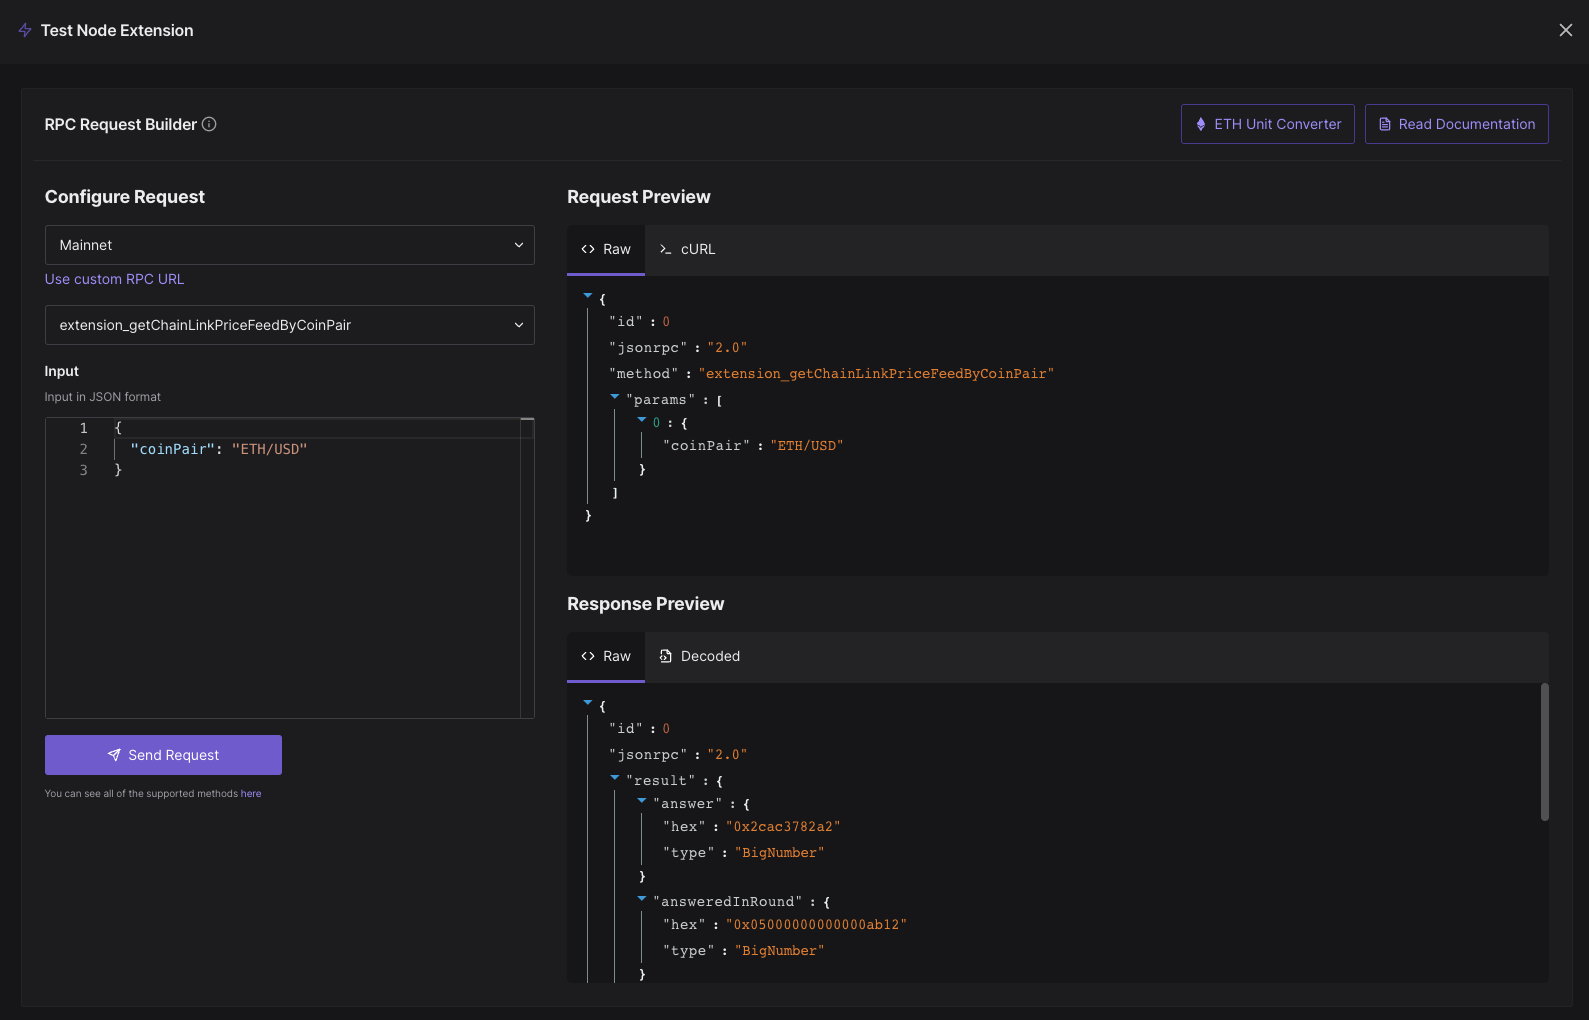 Test Node Extension
RPC Request Builder
ETH Unit Converter
Read Documentation
Configure Request
Mainnet
Use custom RPC URL
extension_getChainLinkPriceFeedByCoinPair
Input
Input in JSON format
1 {
2 "coinPair": "ETH/USD"
3 }
Send Request
You can see all of the supported methods here
Request Preview
Raw
cURL
{
"id" : 0
"jsonrpc" : "2.0"
"method" : "extension_getChainLinkPriceFeedByCoinPair"
"params" : [
0 : {
"coinPair" : "ETH/USD"
}
]
}
Response Preview
Raw
Decoded
{
"id" : 0
"jsonrpc" : "2.0"
"result" : {
"answer" : {
"hex" : "0x2cac3782a2"
"type" : "BigNumber"
}
"answeredInRound" : {
"hex" : "0x05000000000000ab12"
"type" : "BigNumber"
}